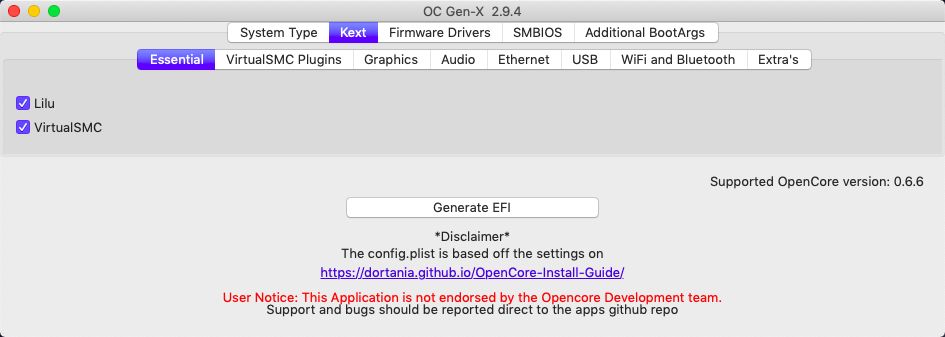 OC Gen-X 2.9.4
System Type Kext Firmware Drivers SMBIOS Additional BootArgs
Essential VirtualSMC Plugins Graphics Audio Ethernet USB WiFi and Bluetooth Extra's
Lilu
VirtualSMC
Supported OpenCore version: 0.6.6
Generate EFI
*Disclaimer*
The config.plist is based off the settings on
https://dortania.github.io/OpenCore-Install-Guide/
User Notice: This Application is not endorsed by the Opencore Development team.
Support and bugs should be reported direct to the apps github repo